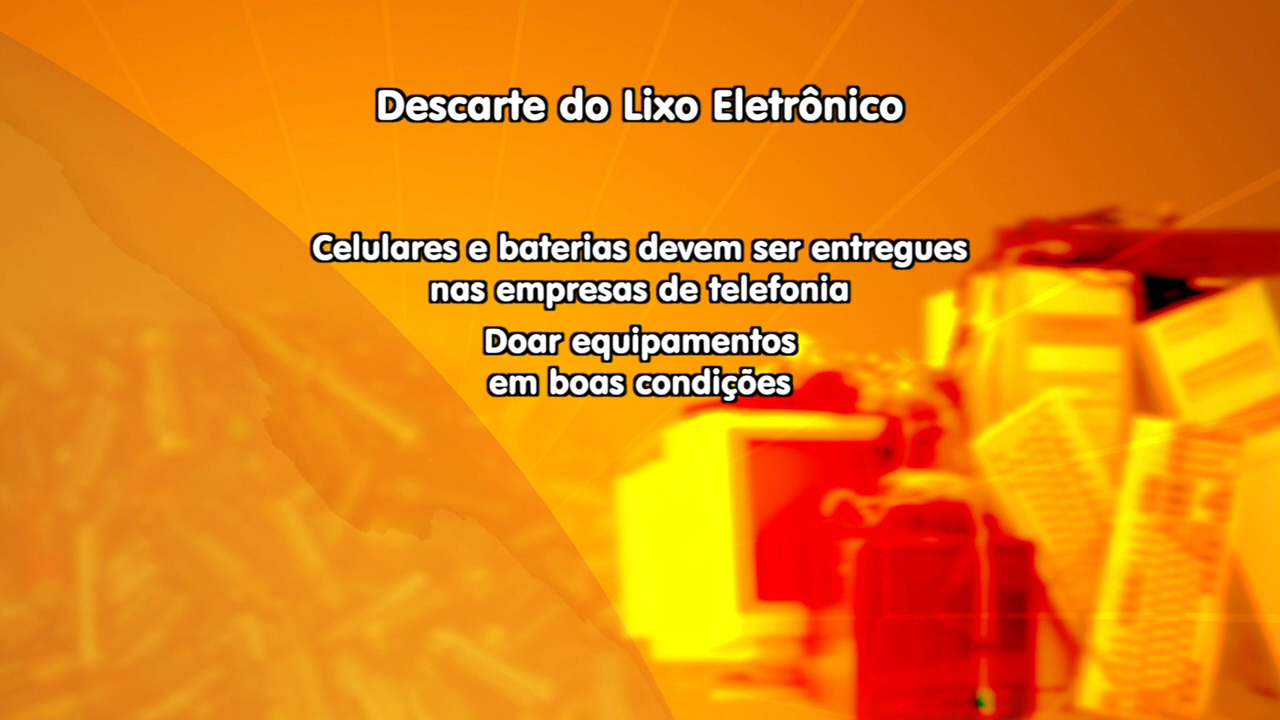 Descarte do Lixo Eletrônico
Celulares e baterias devem ser entregues
nas empresas de telefonia
Doar equipamentos
em boas condições